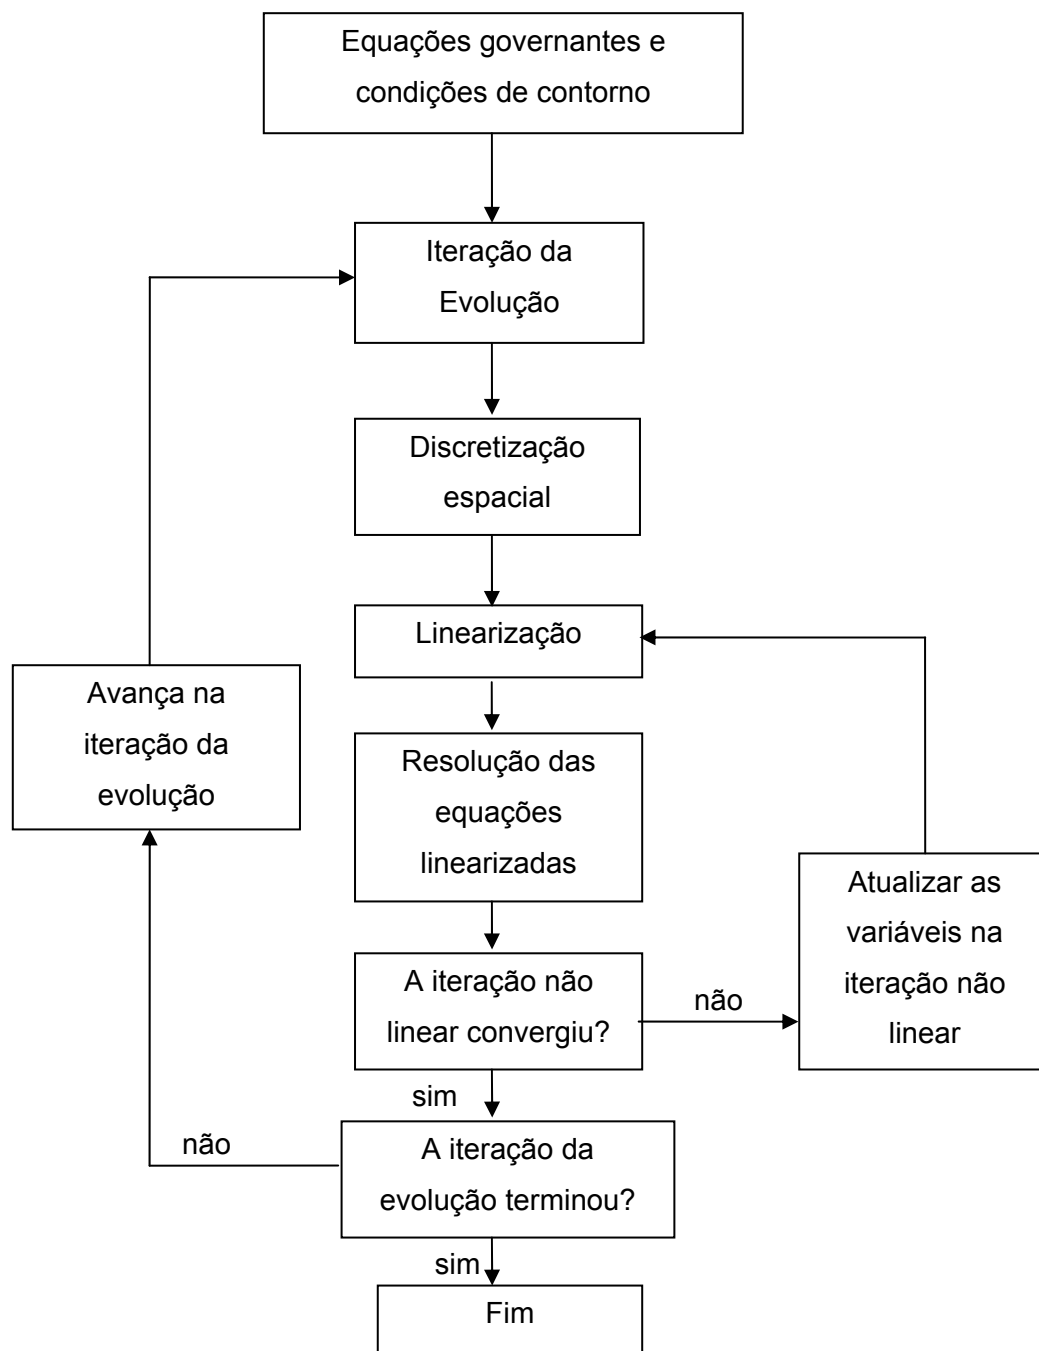 Equações governantes e
condições de contorno
Iteração da
Evolução
Discretização
espacial
Linearização
Avança na
iteração da
evolução
Resolução das
equações
linearizadas
Atualizar as
variáveis na
iteração não
linear
A iteração não
linear convergiu?
não
sim
não
A iteração da
evolução terminou?
sim
Fim